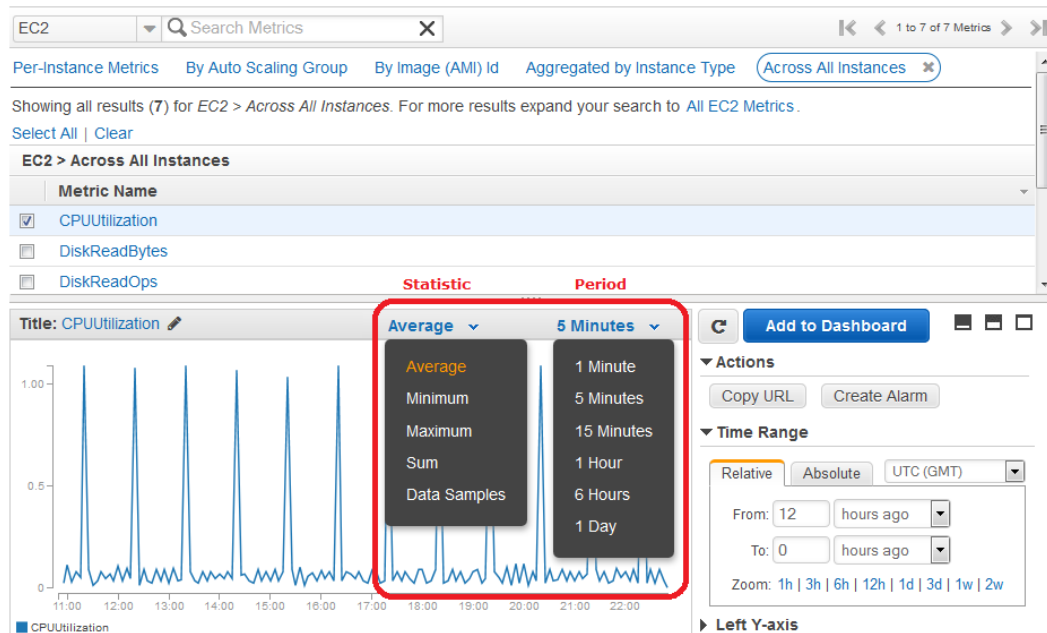 EC2 Search Metrics 1 to 7 of 7 Metrics
Per-Instance Metrics By Auto Scaling Group By Image (AMI) Id Aggregated by Instance Type Across All Instances
Showing all results (7) for EC2 > Across All Instances. For more results expand your search to All EC2 Metrics.
Select All | Clear
EC2 > Across All Instances
Metric Name
CPUUtilization
DiskReadBytes
DiskReadOps
Statistic Period
Title: CPUUtilization Average 5 Minutes Add to Dashboard
Average
Minimum
Maximum
Sum
Data Samples
1 Minute
5 Minutes
15 Minutes
1 Hour
6 Hours
1 Day
1.00
0.5
0
11:00 12:00 13:00 14:00 15:00 16:00 17:00 18:00 19:00 20:00 21:00 22:00
CPUUtilization
Actions
Copy URL Create Alarm
Time Range
Relative Absolute UTC (GMT)
From: 12 hours ago
To: 0 hours ago
Zoom: 1h | 3h | 6h | 12h | 1d | 3d | 1w | 2w
Left Y-axis